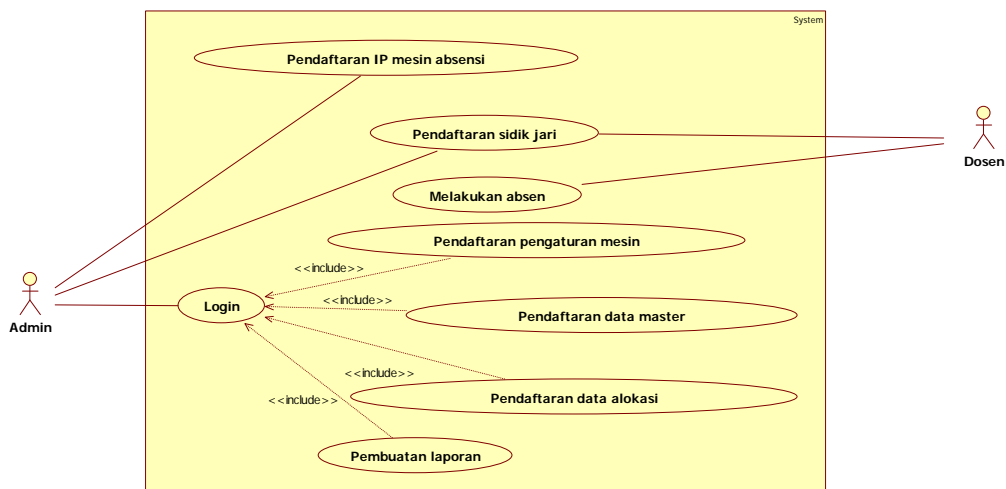 System
Pendaftaran IP mesin absensi
Pendaftaran sidik jari
Dosen
Melakukan absen
Pendaftaran pengaturan mesin
<<include>>
<<include>>
Login
Admin
Pendaftaran data master
<<include>>
Pendaftaran data alokasi
<<include>>
Pembuatan laporan